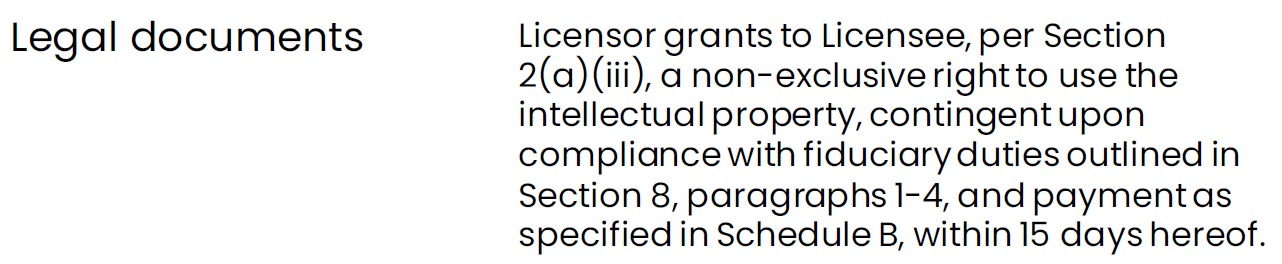 Legal documents
Licensor grants to Licensee, per Section
2(a)(iii), a non-exclusive right to use the
intellectual property, contingent upon
compliance with fiduciary duties outlined in
Section 8, paragraphs 1-4, and payment as
specified in Schedule B, within 15 days hereof.